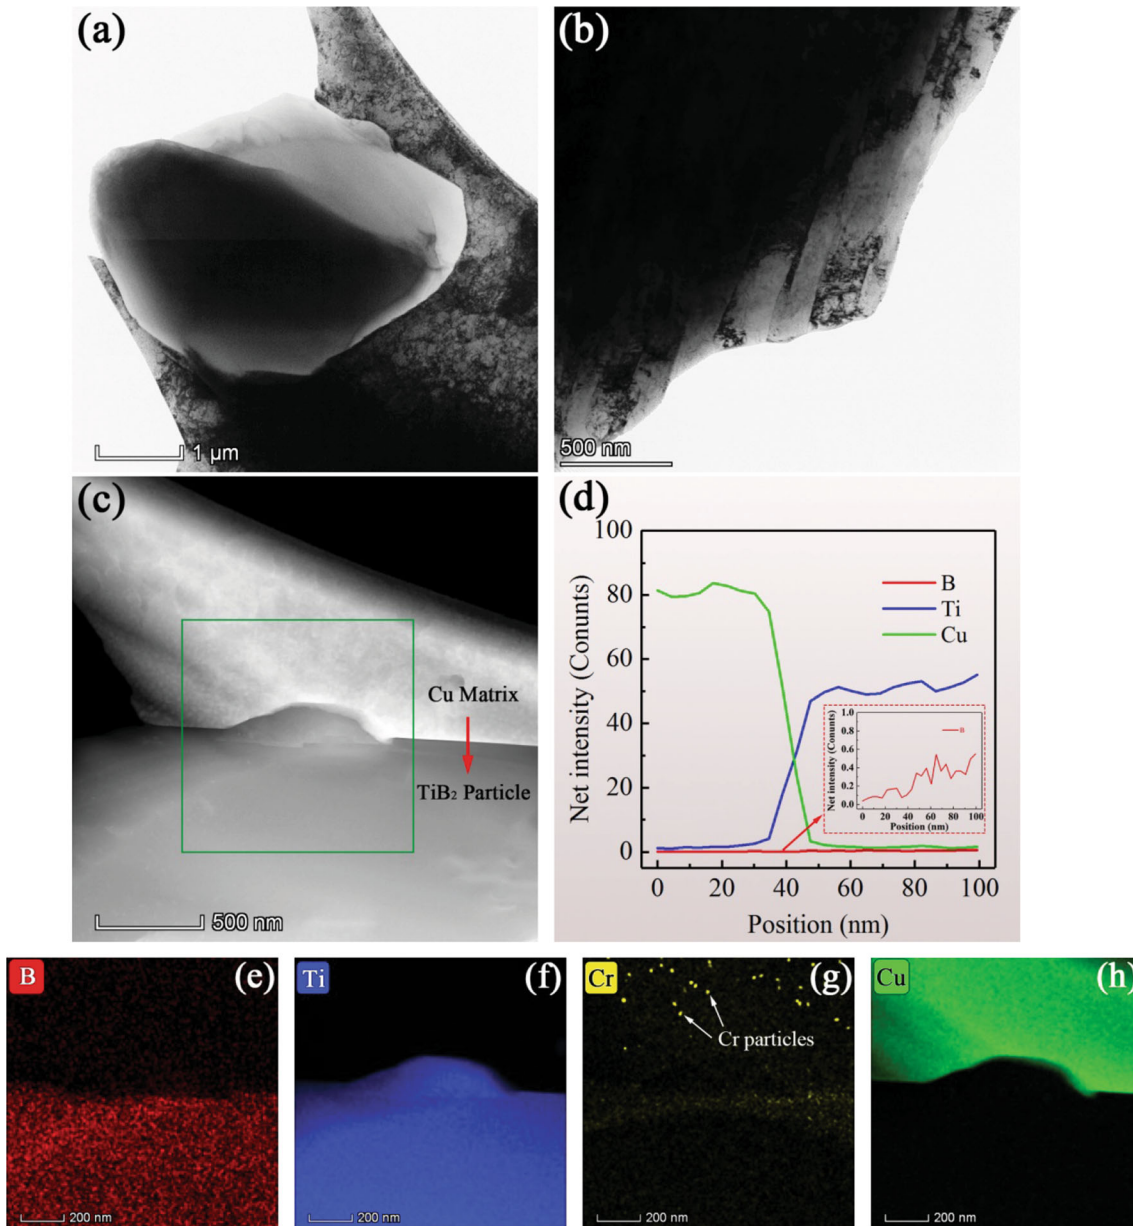 (a)
1 μm
(b)
500 nm
(c)
Cu Matrix
TiB₂ Particle
500 nm
(d)
Net intensity (Conunts)
100
80
60
40
20
0
B
Ti
Cu
Net intensity (Conunts)
1.0
0.8
0.6
0.4
0.2
0.0
B
0 20 40 60 80 100
Position (nm)
0 20 40 60 80 100
Position (nm)
B
(e)
200 nm
Ti
(f)
200 nm
Cr
(g)
Cr particles
200 nm
Cu
(h)
200 nm